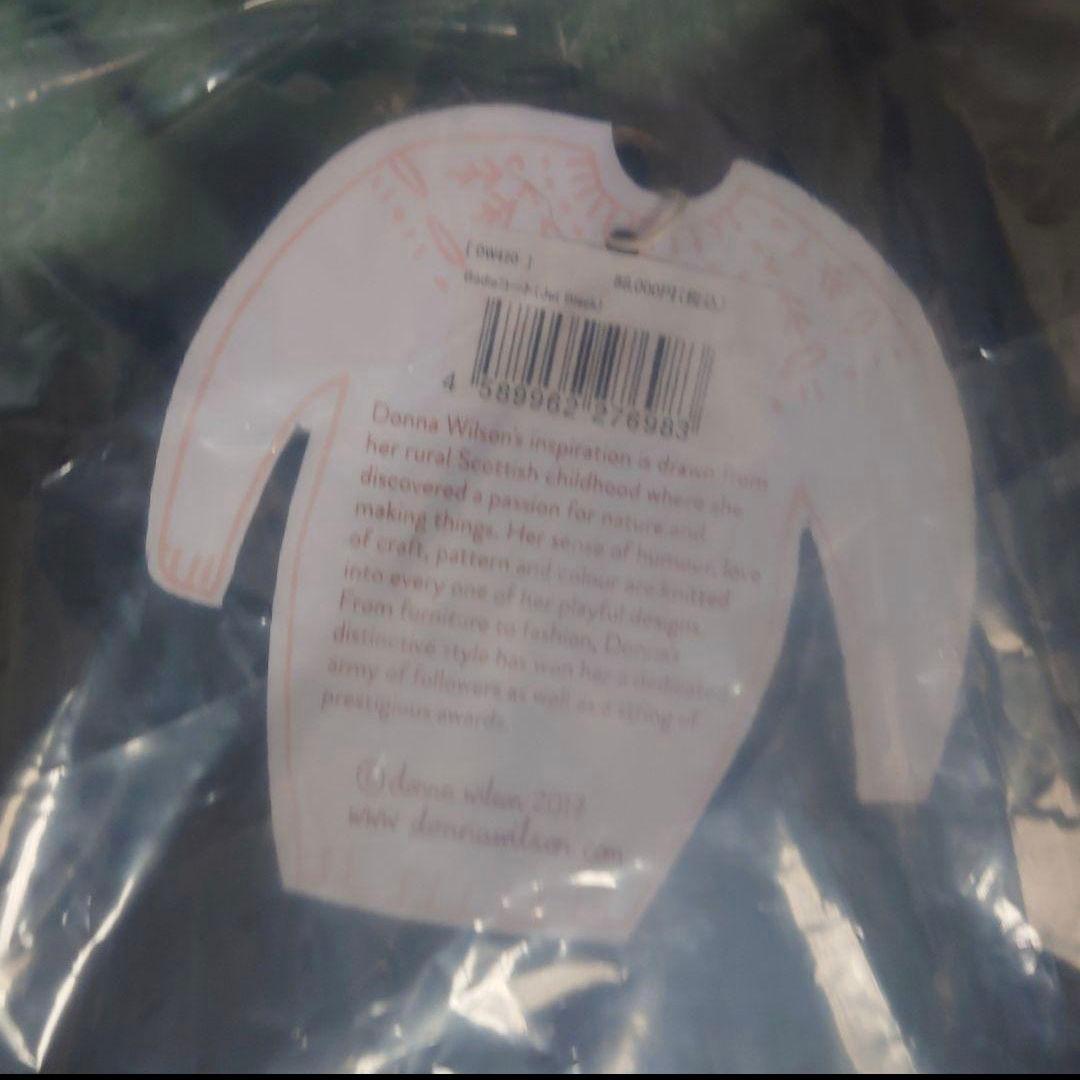 4 589962 276983
Donna Wilson's inspiration is drawn from
her rural Scottish childhood where she
discovered a passion for nature and
making things. Her sense of humour, love
of craft, pattern and colour are knitted
into every one of her playful designs.
From furniture to fashion, Donna's
distinctive style has won her a dedicated
army of followers as well as a string of
prestigious awards.
© donna wilson
www.donnawilson.com